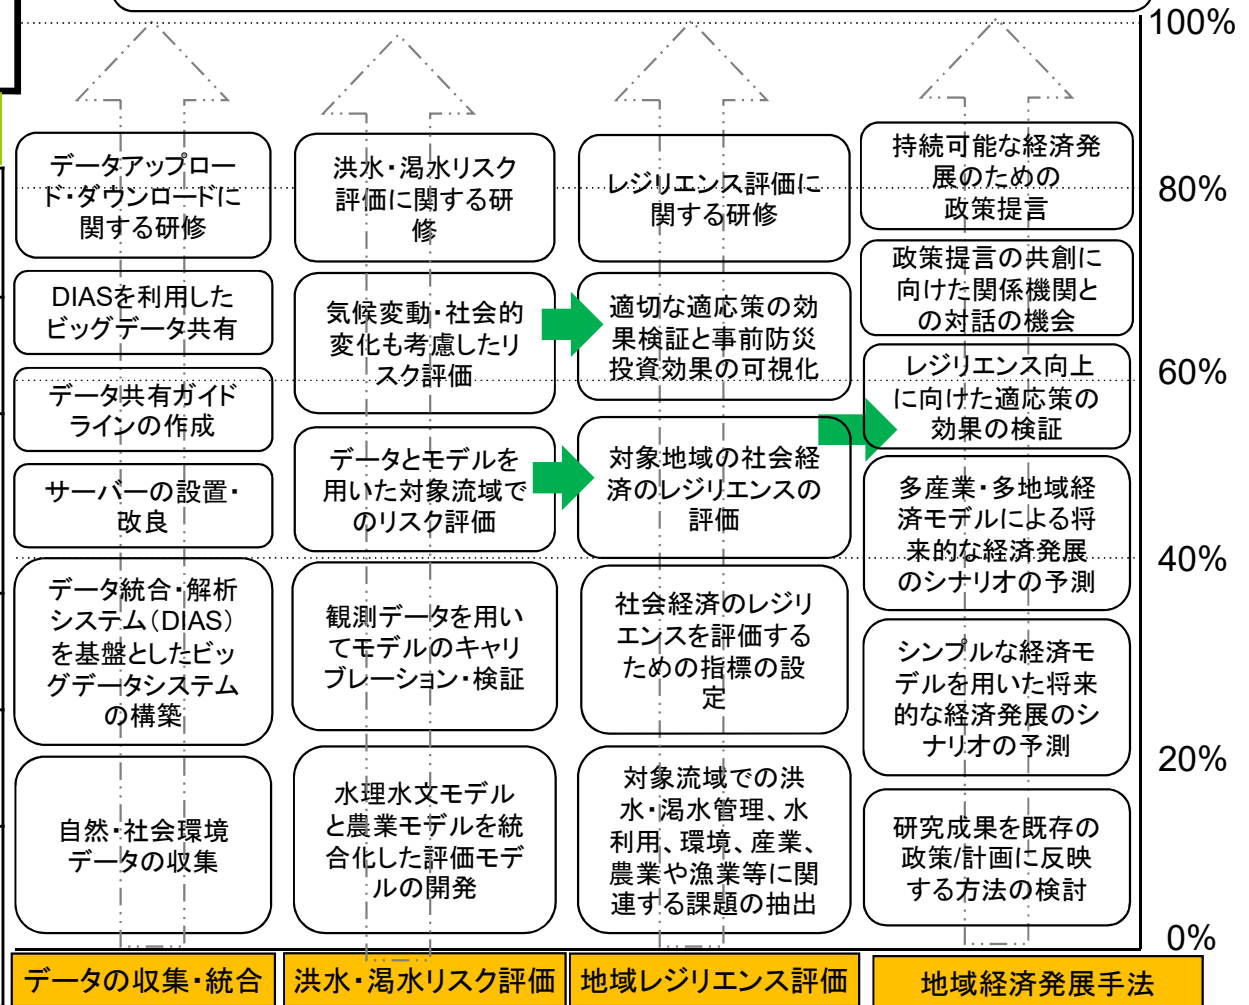 100%
データアップロー
ド・ダウンロードに
関する研修
DIASを利用した
ビッグデータ共有
データ共有ガイド
ラインの作成
サーバーの設置・
改良
データ統合・解析
システム（DIAS）
を基盤としたビッ
グデータシステム
の構築
自然・社会環境
データの収集
データの収集・統合
洪水・渇水リスク
評価に関する研
修
気候変動・社会的
変化も考慮したリ
スク評価
データとモデルを
用いた対象流域で
のリスク評価
観測データを用い
てモデルのキャリ
ブレーション・検証
水理水文モデル
と農業モデルを統
合化した評価モデ
ルの開発
洪水・渇水リスク評価
レジリエンス評価に
関する研修
適切な適応策の効
果検証と事前防災
投資効果の可視化
対象地域の社会経
済のレジリエンスの
評価
社会経済のレジリ
エンスを評価する
ための指標の設
定
対象流域での洪
水・渇水管理、水
利用、環境、産業、
農業や漁業等に関
連する課題の抽出
地域レジリエンス評価
持続可能な経済発
展のための
政策提言
政策提言の共創に
向けた関係機関と
の対話の機会
レジリエンス向上
に向けた適応策の
効果の検証
多産業・多地域経
済モデルによる将
来的な経済発展
のシナリオの予測
シンプルな経済モ
デルを用いた将来
的な経済発展のシ
ナリオの予測
研究成果を既存の
政策/計画に反映
する方法の検討
地域経済発展手法
80%
60%
40%
20%
0%